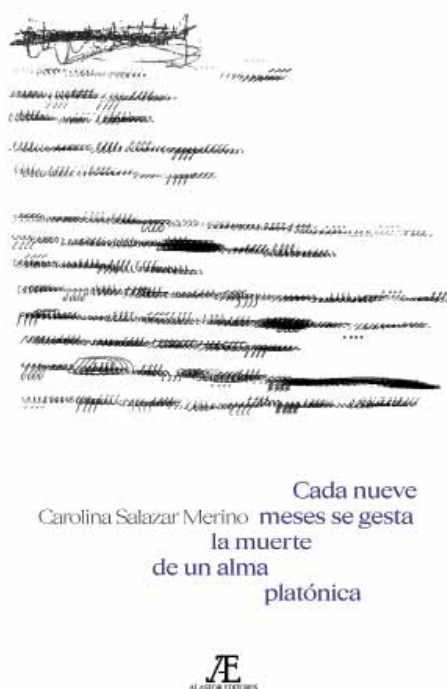 Cada nueve
Carolina Salazar Merino meses se gesta
la muerte
de un alma
platónica
Æ
ALASTOR EDITORES